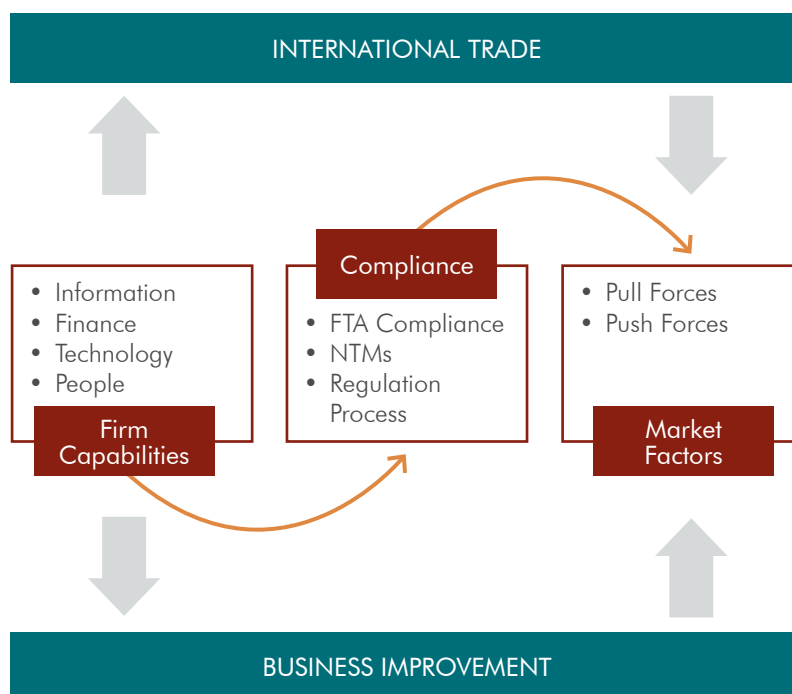 INTERNATIONAL TRADE
• Information
• Finance
• Technology
• People
Firm
Capabilities
Compliance
• FTA Compliance
• NTMs
• Regulation
Process
• Pull Forces
• Push Forces
Market
Factors
BUSINESS IMPROVEMENT